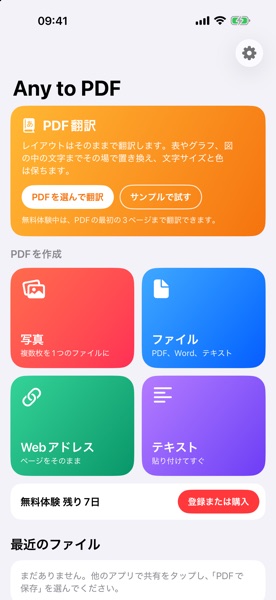 09:41
Any to PDF
PDF 翻訳
レイアウトはそのままで翻訳します。表やグラフ、図
の中の文字までその場で置き換え、文字サイズと色
は保ちます。
PDFを選んで翻訳
サンプルで試す
無料体験中は、PDFの最初の3ページまで翻訳できます。
PDFを作成
写真
複数枚を1つのファイルに
ファイル
PDF、Word、テキスト
Webアドレス
ページをそのまま
テキスト
貼り付けてすぐ
無料体験 残り7日
登録または購入
最近のファイル
まだありません。他のアプリで共有をタップし、「PDFで
保存」を選んでください。